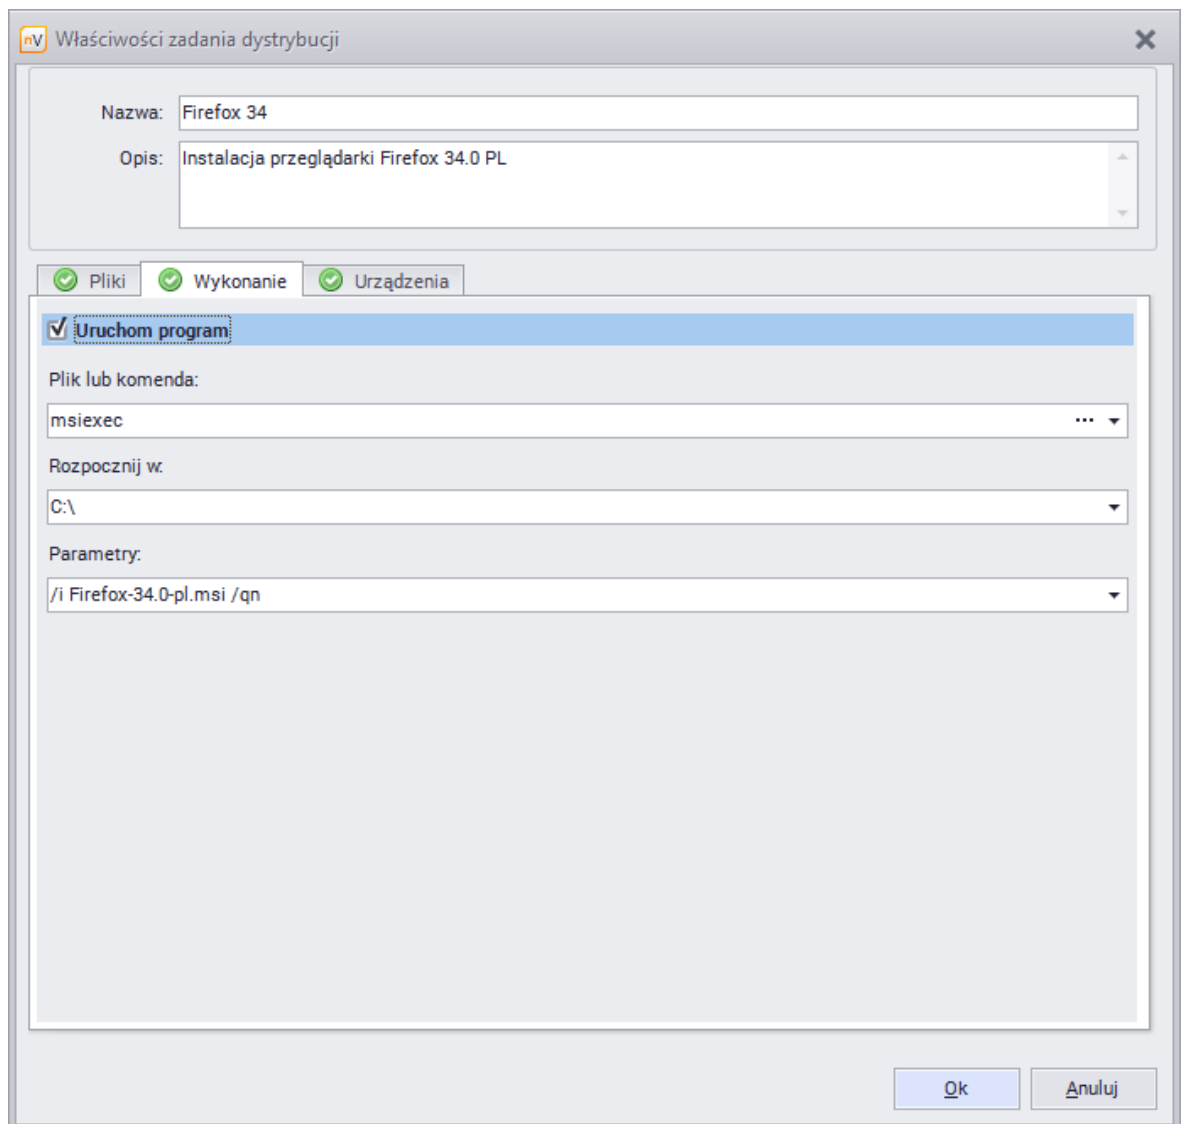 nV Właściwości zadania dystrybucji
Nazwa: Firefox 34
Opis: Instalacja przeglądarki Firefox 34.0 PL
Pliki Wykonanie Urządzenia
Uruchom program
Plik lub komenda:
msiexec ...
Rozpocznij w:
C:\
Parametry:
/i Firefox-34.0-pl.msi /qn
Ok Anuluj